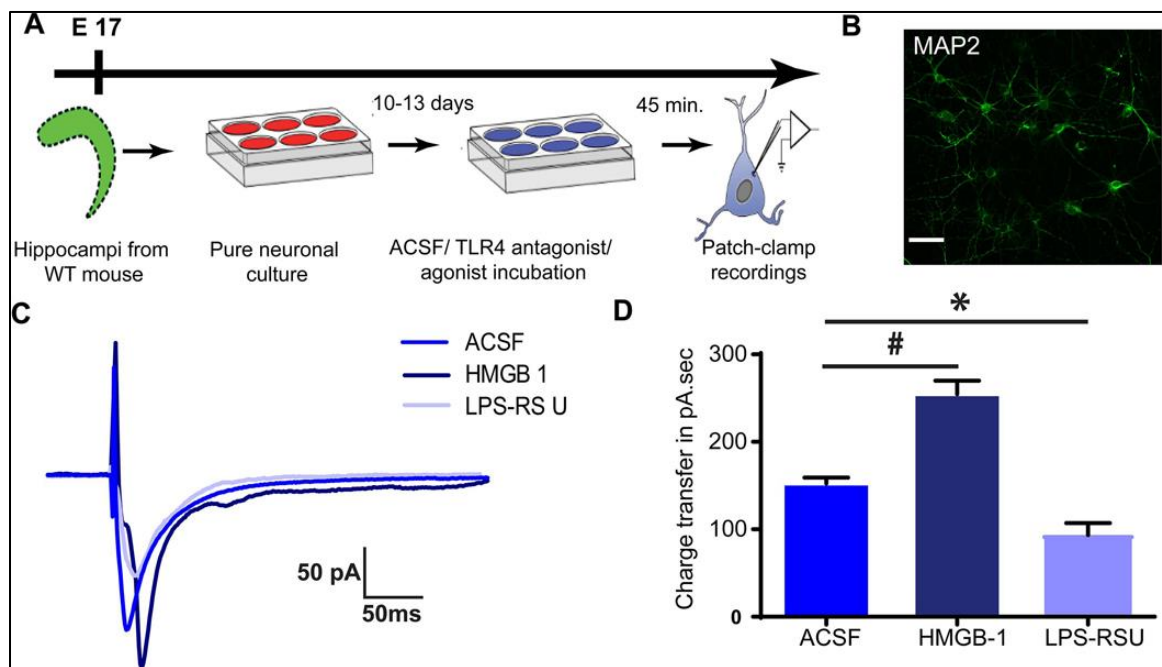 A
E 17
10-13 days
45 min.
Hippocampi from
WT mouse
Pure neuronal
culture
ACSF/ TLR4 antagonist/
agonist incubation
Patch-clamp
recordings
B
MAP2
C
ACSF
HMGB 1
LPS-RS U
50 pA
50ms
D
*
#
Charge transfer in pA.sec
300
200
100
0
ACSF
HMGB-1
LPS-RSU